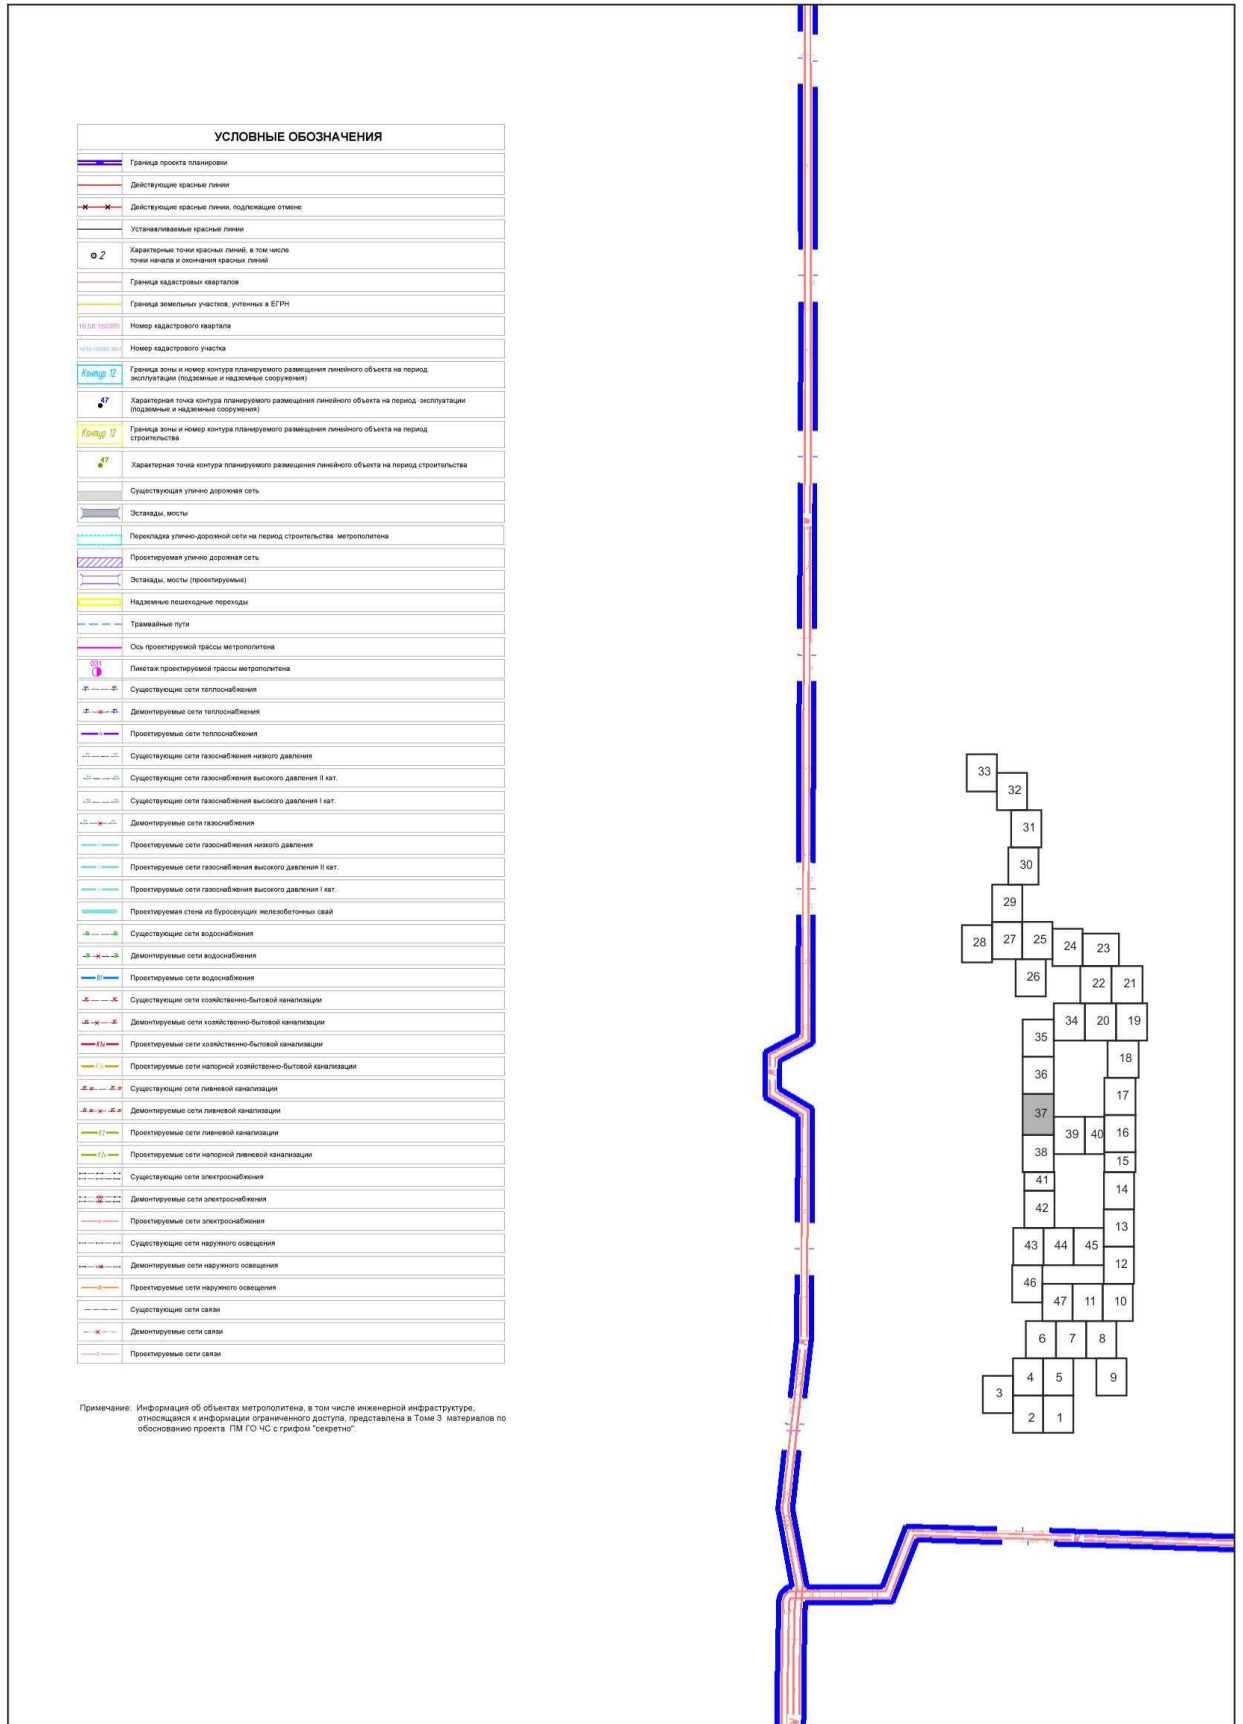 УСЛОВНЫЕ ОБОЗНАЧЕНИЯ
Граница проекта планировки
Действующие красные линии
Действующие красные линии, подлежащие отмене
Устанавливаемые красные линии
2
Характерные точки красных линий, в том числе
точки начала и окончания красных линий
Граница кадастровых кварталов
Граница земельных участков, учтенных в ЕГРН
Номер кадастрового квартала
Номер кадастрового участка
Контур 12
Граница зоны и номер контура планируемого размещения линейного объекта на период
эксплуатации (подземные и надземные сооружения)
47
Характерная точка контура планируемого размещения линейного объекта на период эксплуатации
(подземные и надземные сооружения)
Контур 12
Граница зоны и номер контура планируемого размещения линейного объекта на период
строительства
47
Характерная точка контура планируемого размещения линейного объекта на период строительства
Существующая улично дорожная сеть
Эстакады, мосты
Перекладка улично-дорожной сети на период строительства метрополитена
Проектируемая улично дорожная сеть
Эстакады, мосты (проектируемые)
Надземные пешеходные переходы
Трамвайные пути
Ось проектируемой трассы метрополитена
031
Пикетаж проектируемой трассы метрополитена
Существующие сети теплоснабжения
Демонтируемые сети теплоснабжения
Проектируемые сети теплоснабжения
Существующие сети газоснабжения низкого давления
Существующие сети газоснабжения высокого давления II кат.
Существующие сети газоснабжения высокого давления I кат.
Демонтируемые сети газоснабжения
Проектируемые сети газоснабжения низкого давления
Проектируемые сети газоснабжения высокого давления II кат.
Проектируемые сети газоснабжения высокого давления I кат.
Проектируемая стена из буросекущих железобетонных свай
Существующие сети водоснабжения
Демонтируемые сети водоснабжения
В1
Проектируемые сети водоснабжения
Существующие сети хозяйственно-бытовой канализации
Демонтируемые сети хозяйственно-бытовой канализации
Проектируемые сети хозяйственно-бытовой канализации
Проектируемые сети напорной хозяйственно-бытовой канализации
Существующие сети ливневой канализации
Демонтируемые сети ливневой канализации
К2
Проектируемые сети ливневой канализации
Проектируемые сети напорной ливневой канализации
Существующие сети электроснабжения
Демонтируемые сети электроснабжения
Проектируемые сети электроснабжения
Существующие сети наружного освещения
Демонтируемые сети наружного освещения
Проектируемые сети наружного освещения
Существующие сети связи
Демонтируемые сети связи
Проектируемые сети связи
Примечание: Информация об объектах метрополитена, в том числе инженерной инфраструктуре,
относящаяся к информации ограниченного доступа, представлена в Томе 3 материалов по
обоснованию проекта ПМ ГО ЧС с грифом "секретно".
33
32
31
30
29
28 27 25 24 23
26 22 21
35 34 20 19
36 18
37 17
39 40 16
38 15
41 14
42 13
43 44 45 12
46 47 11 10
6 7 8
3 4 5 9
2 1